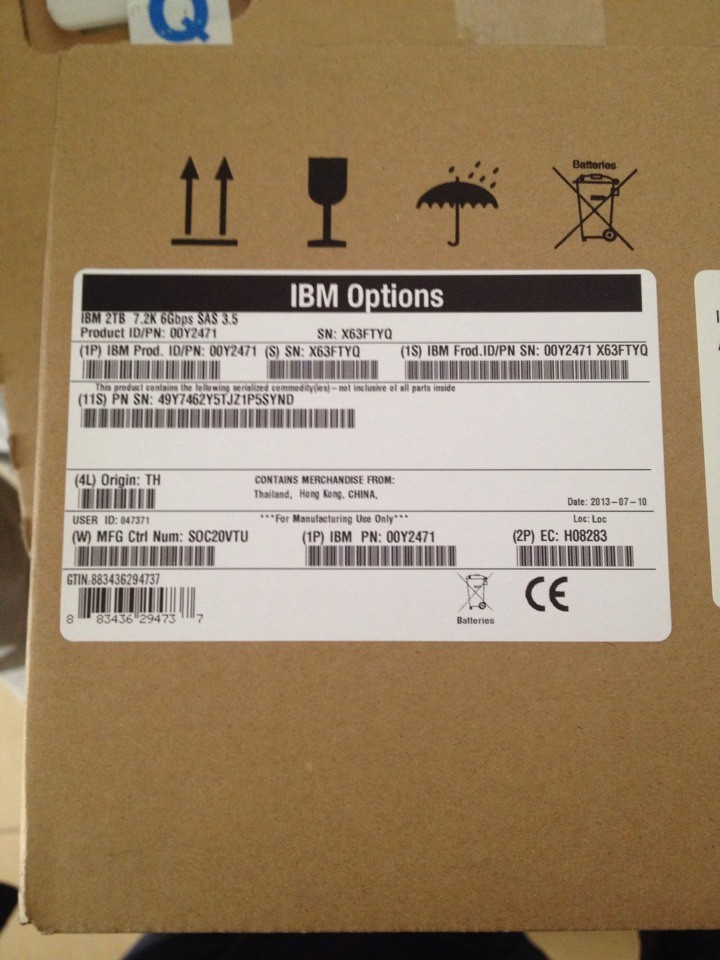 Q
Batteries
IBM Options
IBM 2TB 7.2K 6Gbps SAS 3.5
Product ID/PN: 00Y2471 SN: X63FTYQ
(1P) IBM Prod. ID/PN: 00Y2471 (S) SN: X63FTYQ (1S) IBM Prod.ID/PN SN: 00Y2471 X63FTYQ
This product contains the following serialized commodity(ies)-not inclusive of all parts inside
(11S) PN SN: 49Y7462Y5TJZ1P5SYND
(4L) Origin: TH CONTAINS MERCHANDISE FROM:
Thailand, Hong Kong, CHINA,
Date: 2013-07-10
USER ID: 047371 ***For Manufacturing Use Only*** Loc: Loc
(W) MFG Ctrl Num: SOC20VTU (1P) IBM PN: 00Y2471 (2P) EC: H08283
GTIN:883436294737
8 83436 29473 7
Batteries
CE